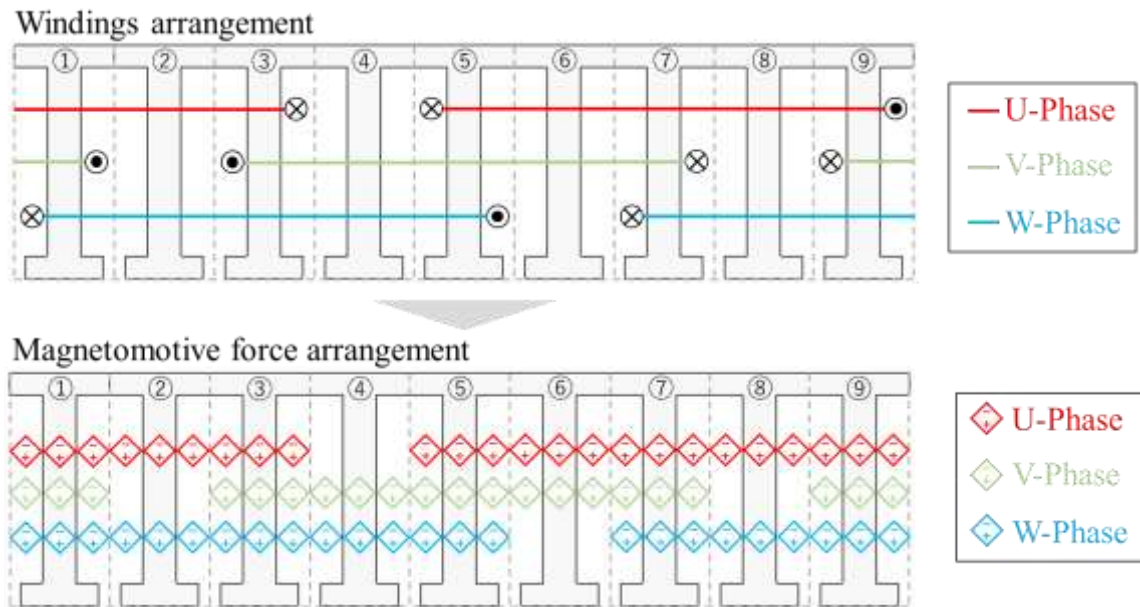 Windings arrangement
① ② ③ ④ ⑤ ⑥ ⑦ ⑧ ⑨
U-Phase
V-Phase
W-Phase
Magnetomotive force arrangement
① ② ③ ④ ⑤ ⑥ ⑦ ⑧ ⑨
U-Phase
V-Phase
W-Phase